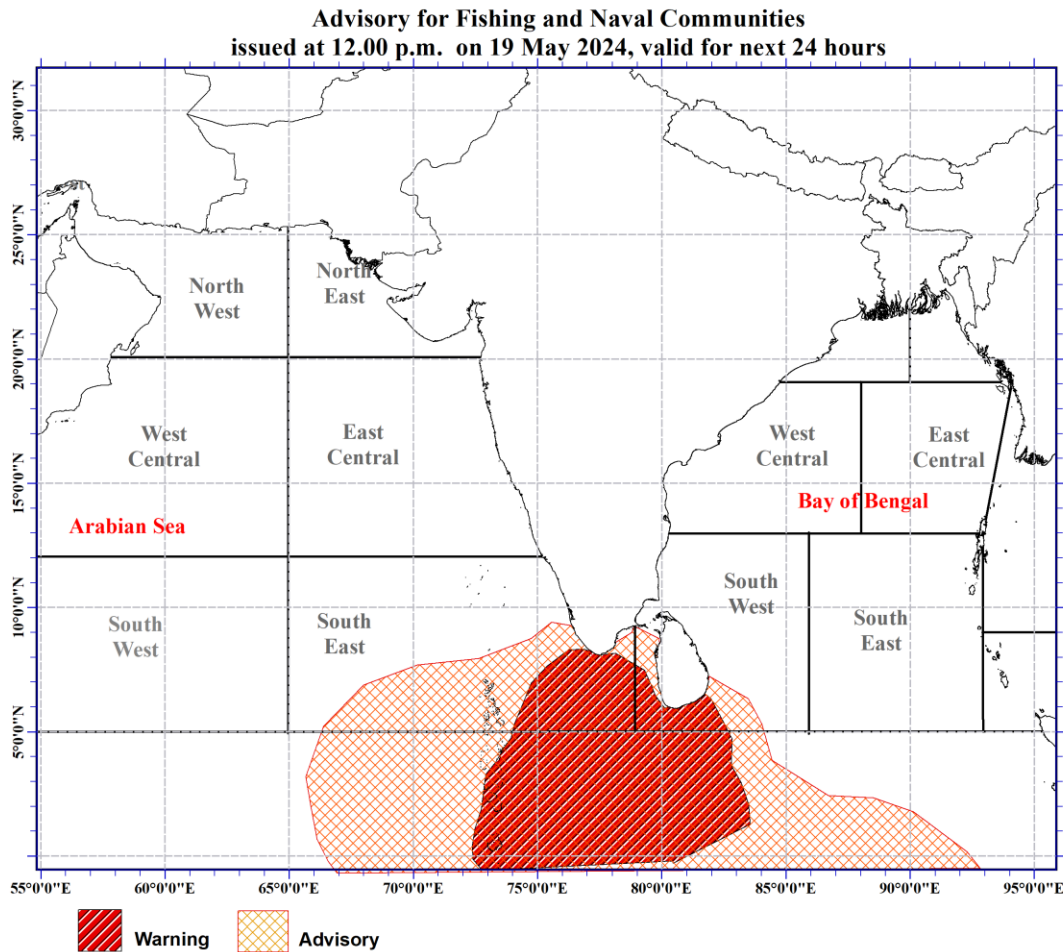 Advisory for Fishing and Naval Communities
issued at 12.00 p.m. on 19 May 2024, valid for next 24 hours
30°0'0"N
25°0'0"N
20°0'0"N
15°0'0"N
10°0'0"N
5°0'0"N
North
West
North
East
West
Central
East
Central
West
Central
East
Central
Arabian Sea
Bay of Bengal
South
West
South
East
South
West
South
East
55°0'0"E
60°0'0"E
65°0'0"E
70°0'0"E
75°0'0"E
80°0'0"E
85°0'0"E
90°0'0"E
95°0'0"E
Warning
Advisory